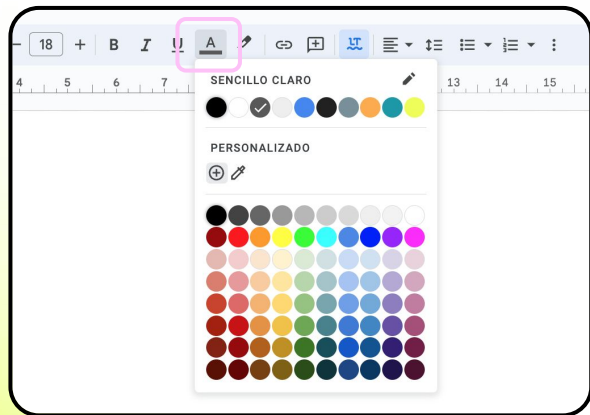 18 + B I U A
4 5 6 7 13 14 15
SENCILLO CLARO
PERSONALIZADO